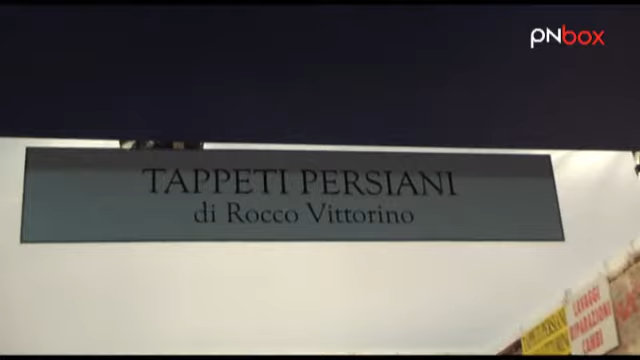 pnbox
TAPPETI PERSIANI
di Rocco Vittorino
LAVAGGI
RIPARAZIONI
CAMBI